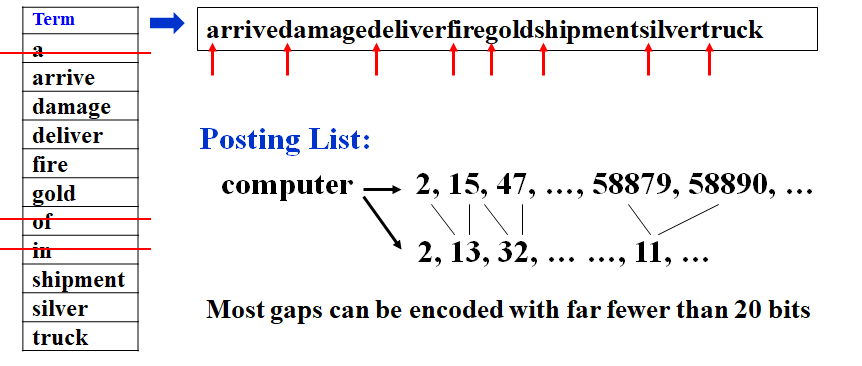 Term
a
arrive
damage
deliver
fire
gold
of
in
shipment
silver
truck
arrivedamagedeliverfiregoldshipmentsilvertruck
Posting List:
computer
2, 15, 47, …, 58879, 58890, …
2, 13, 32, … …, 11, …
Most gaps can be encoded with far fewer than 20 bits